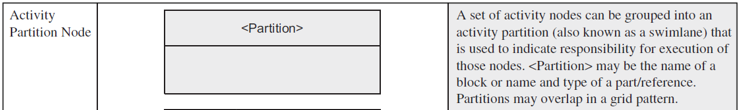 Activity
Partition Node
<Partition>
A set of activity nodes can be grouped into an
activity partition (also known as a swimlane) that
is used to indicate responsibility for execution of
those nodes. <Partition> may be the name of a
block or name and type of a part/reference.
Partitions may overlap in a grid pattern.